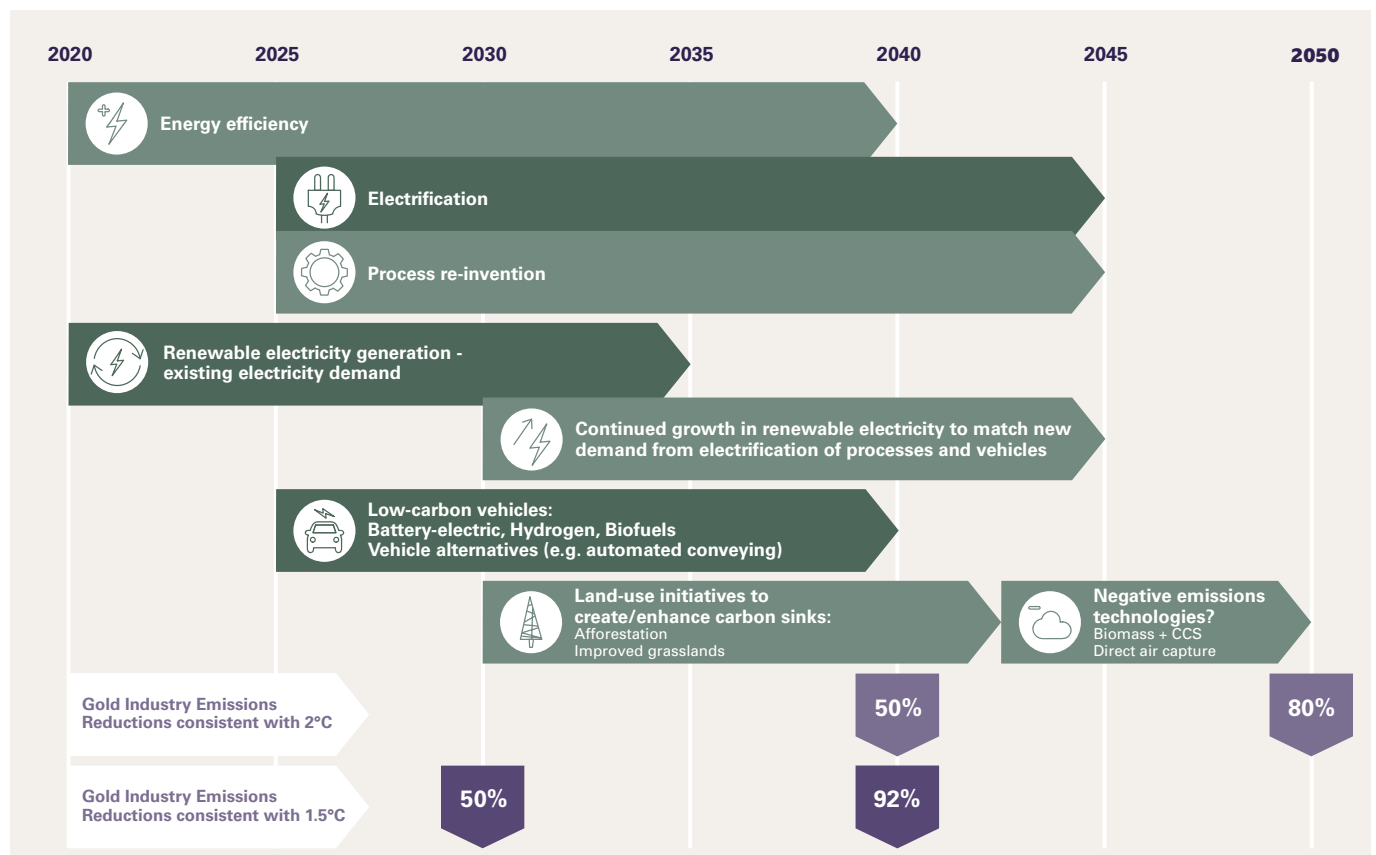 2020 2025 2030 2035 2040 2045 2050
Energy efficiency
Electrification
Process re-invention
Renewable electricity generation -
existing electricity demand
Continued growth in renewable electricity to match new
demand from electrification of processes and vehicles
Low-carbon vehicles:
Battery-electric, Hydrogen, Biofuels
Vehicle alternatives (e.g. automated conveying)
Land-use initiatives to
create/enhance carbon sinks:
Afforestation
Improved grasslands
Negative emissions
technologies?
Biomass + CCS
Direct air capture
Gold Industry Emissions
Reductions consistent with 2°C
50%
80%
Gold Industry Emissions
Reductions consistent with 1.5°C
50%
92%